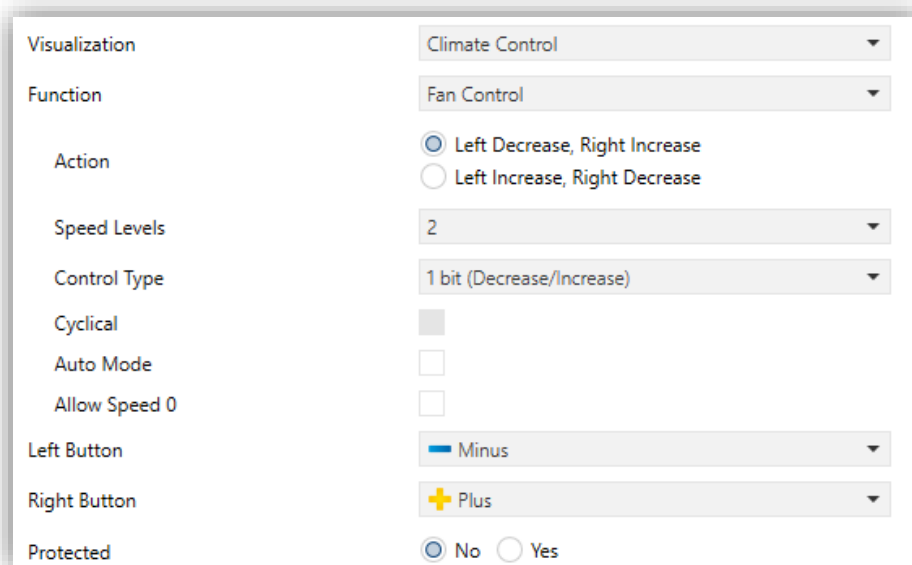 Visualization Climate Control
Function Fan Control
Left Decrease, Right Increase
Action
Left Increase, Right Decrease
Speed Levels 2
Control Type 1 bit (Decrease/Increase)
Cyclical
Auto Mode
Allow Speed 0
Left Button Minus
Right Button Plus
Protected No Yes